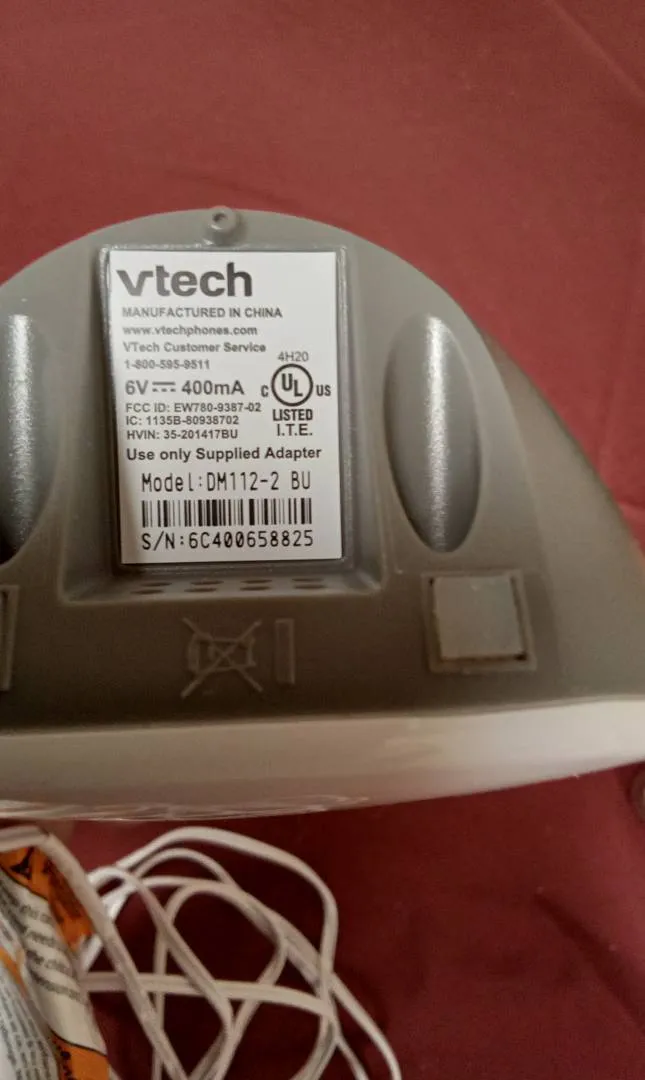 vtech
MANUFACTURED IN CHINA
www.vtechphones.com
VTech Customer Service
1-800-595-9511
4H20
6V ⎓ 400mA
C UL US
LISTED
I.T.E.
FCC ID: EW780-9387-02
IC: 1135B-80938702
HVIN: 35-201417BU
Use only Supplied Adapter
Model:DM112-2 BU
S/N:6C400658825